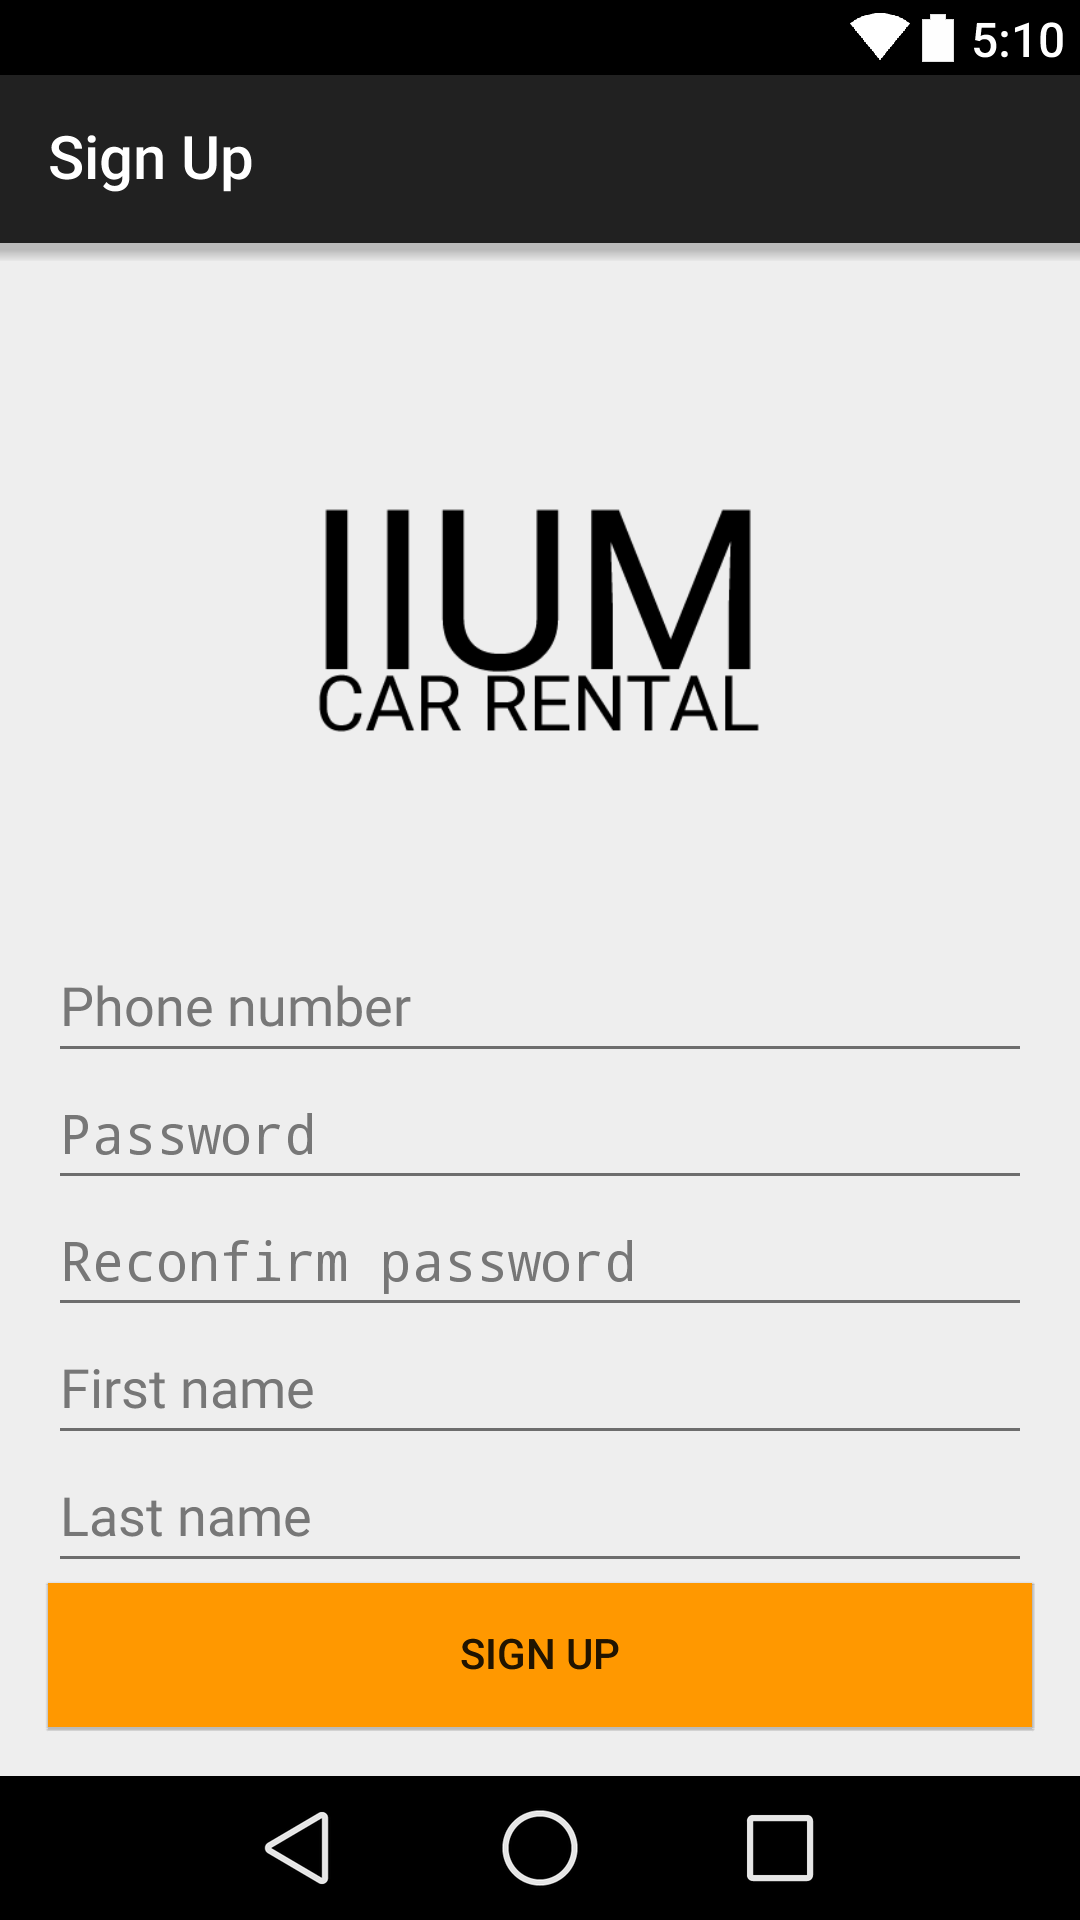 5:10
Sign Up
IIUM
CAR RENTAL
Phone number
Password
Reconfirm password
First name
Last name
SIGN UP